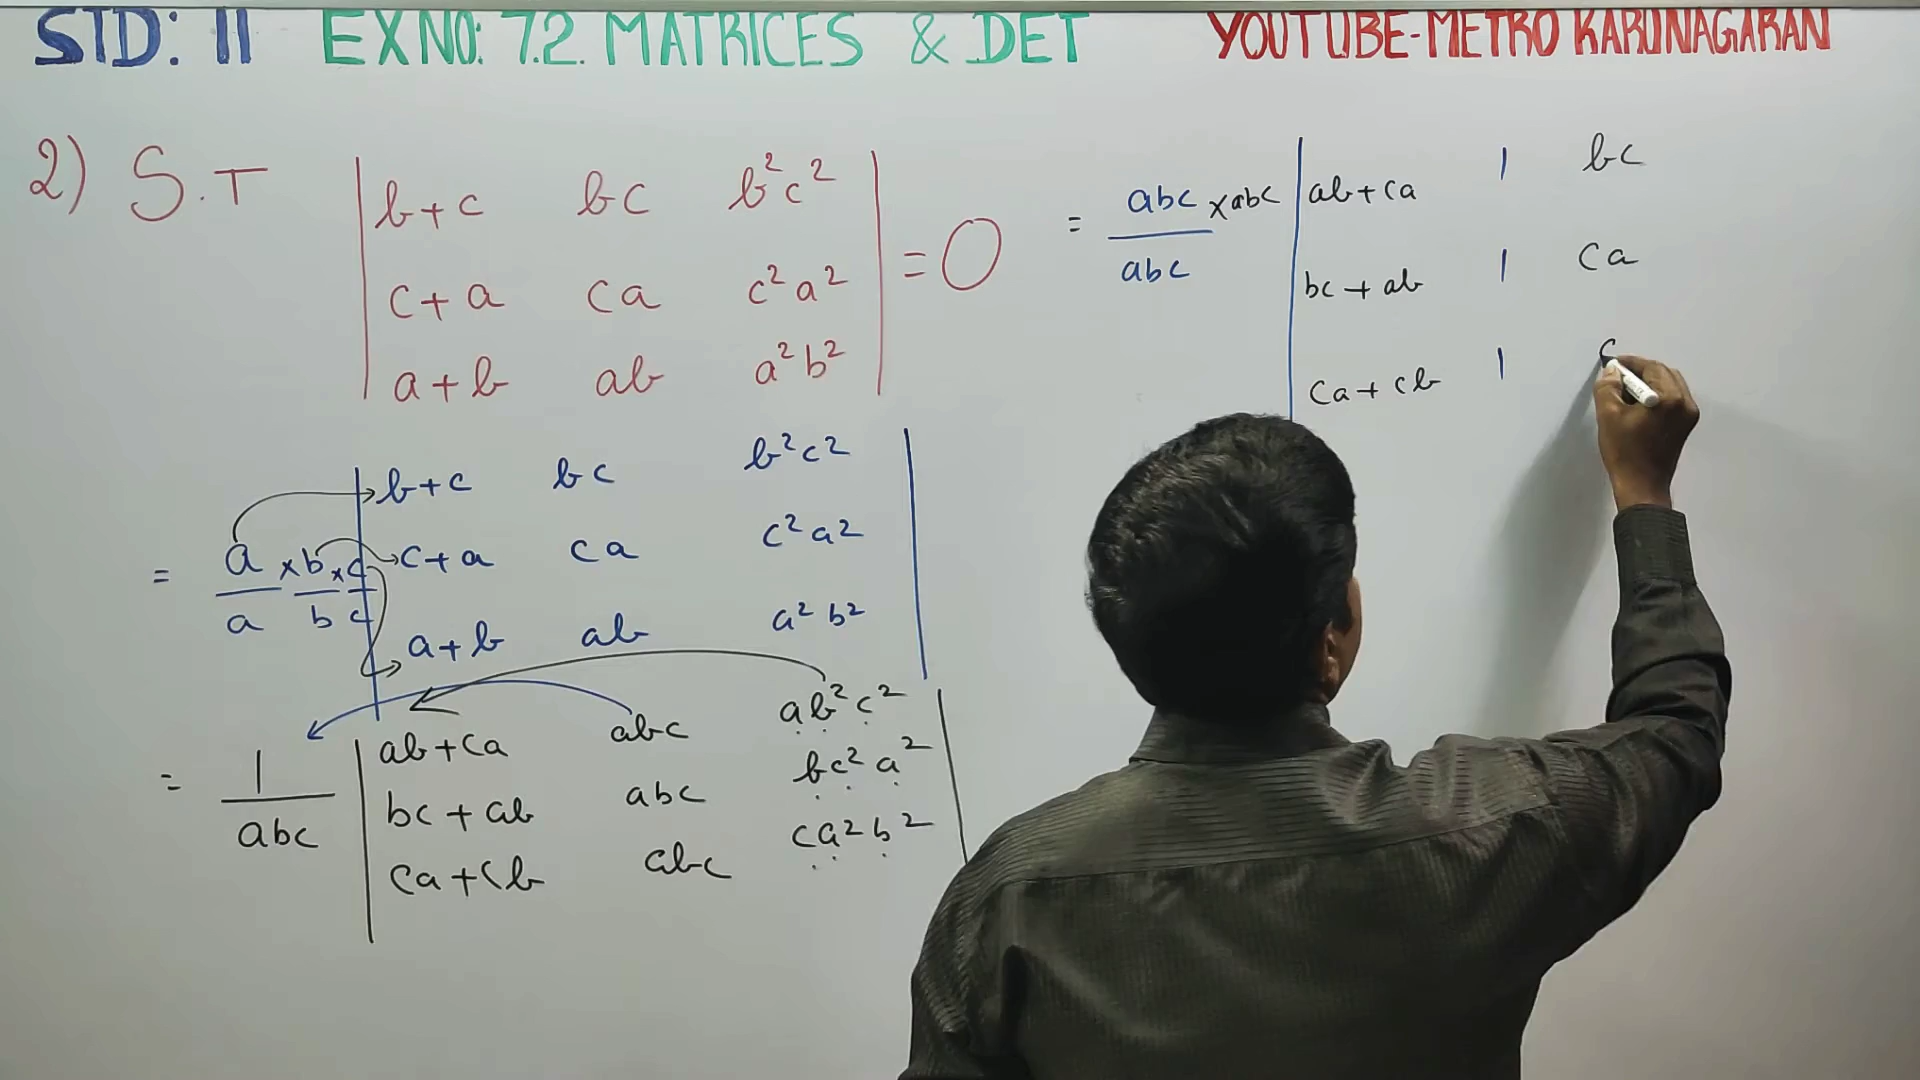 STD: 11 EX NO: 7.2. MATRICES & DET YOUTUBE-METRO KARUNAGARAN
2) S.T | b+c bc b²c² |
| c+a ca c²a² | = 0
| a+b ab a²b² |
| b+c bc b²c² |
= a/a × b/b × c/c | c+a ca c²a² |
| a+b ab a²b² |
= 1/abc | ab+ca abc ab²c² |
| bc+ab abc bc²a² |
| ca+cb abc ca²b² |
= abc × abc / abc | ab+ca 1 bc
| bc+ab 1 ca
| ca+cb 1